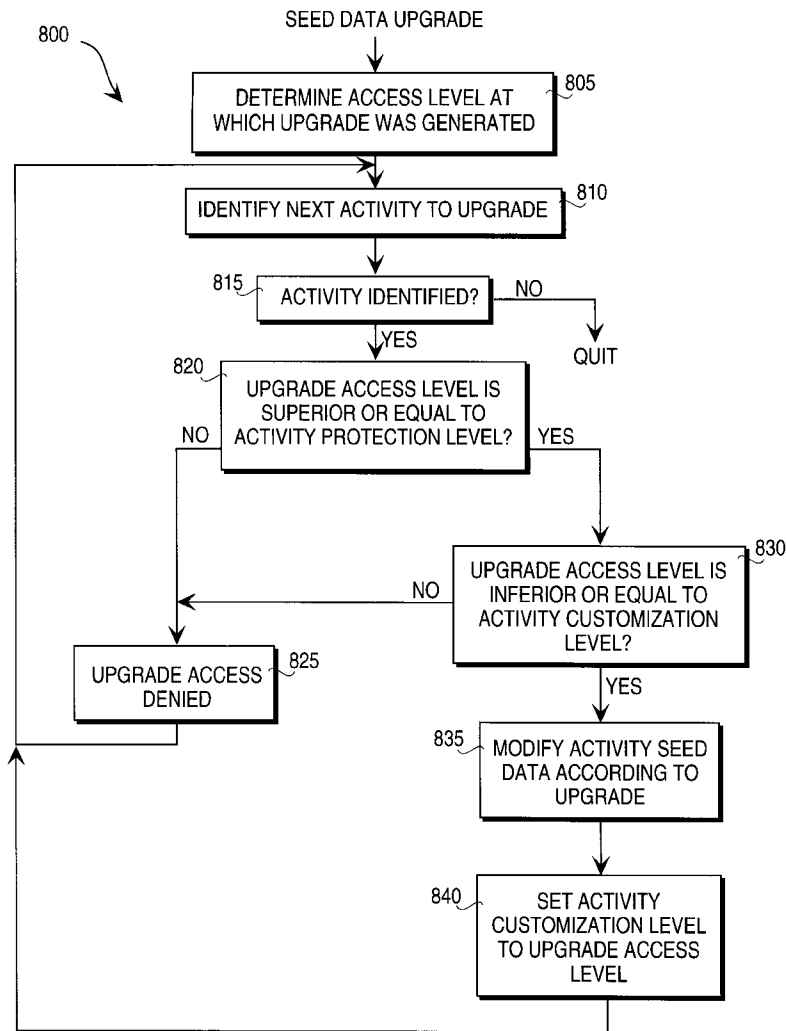 SEED DATA UPGRADE
800
805
DETERMINE ACCESS LEVEL AT
WHICH UPGRADE WAS GENERATED
810
IDENTIFY NEXT ACTIVITY TO UPGRADE
815
ACTIVITY IDENTIFIED?
NO
YES
QUIT
820
UPGRADE ACCESS LEVEL IS
SUPERIOR OR EQUAL TO
ACTIVITY PROTECTION LEVEL?
NO
YES
830
UPGRADE ACCESS LEVEL IS
INFERIOR OR EQUAL TO
ACTIVITY CUSTOMIZATION
LEVEL?
NO
YES
825
UPGRADE ACCESS
DENIED
835
MODIFY ACTIVITY SEED
DATA ACCORDING TO
UPGRADE
840
SET ACTIVITY
CUSTOMIZATION LEVEL
TO UPGRADE ACCESS
LEVEL